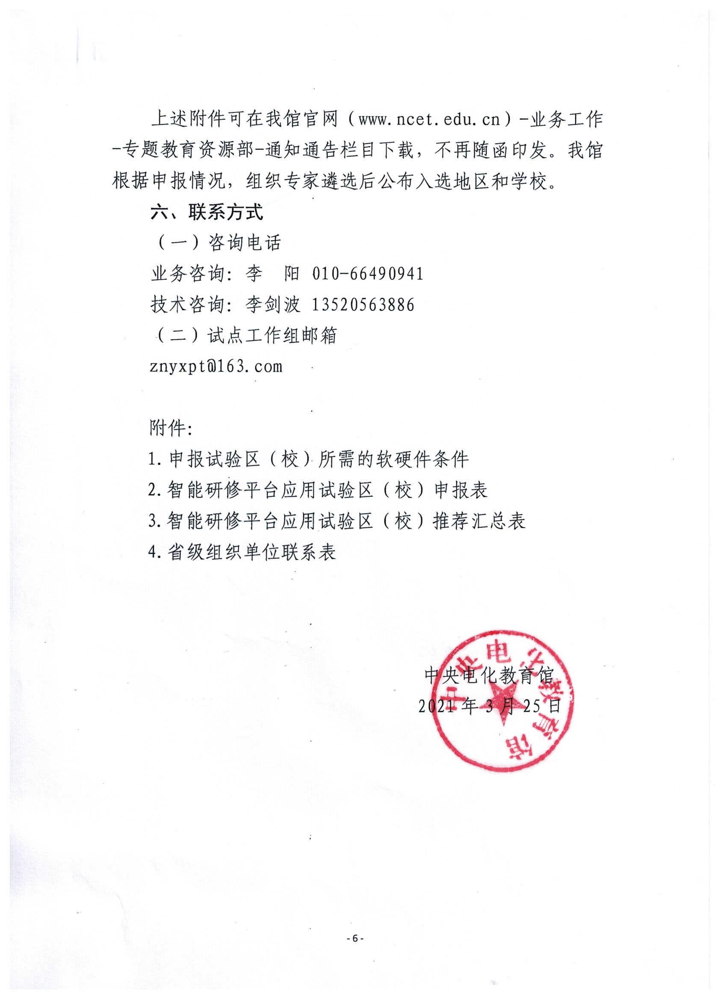 上述附件可在我馆官网（www.ncet.edu.cn）-业务工作
-专题教育资源部-通知通告栏目下载，不再随函印发。我馆
根据申报情况，组织专家遴选后公布入选地区和学校。
六、联系方式
（一）咨询电话
业务咨询：李　阳 010-66490941
技术咨询：李剑波 13520563886
（二）试点工作组邮箱
znyxpt@163.com
附件：
1.申报试验区（校）所需的软硬件条件
2.智能研修平台应用试验区（校）申报表
3.智能研修平台应用试验区（校）推荐汇总表
4.省级组织单位联系表
中央电化教育馆
中央电化教育馆
2021 年 3 月 25 日
-6-